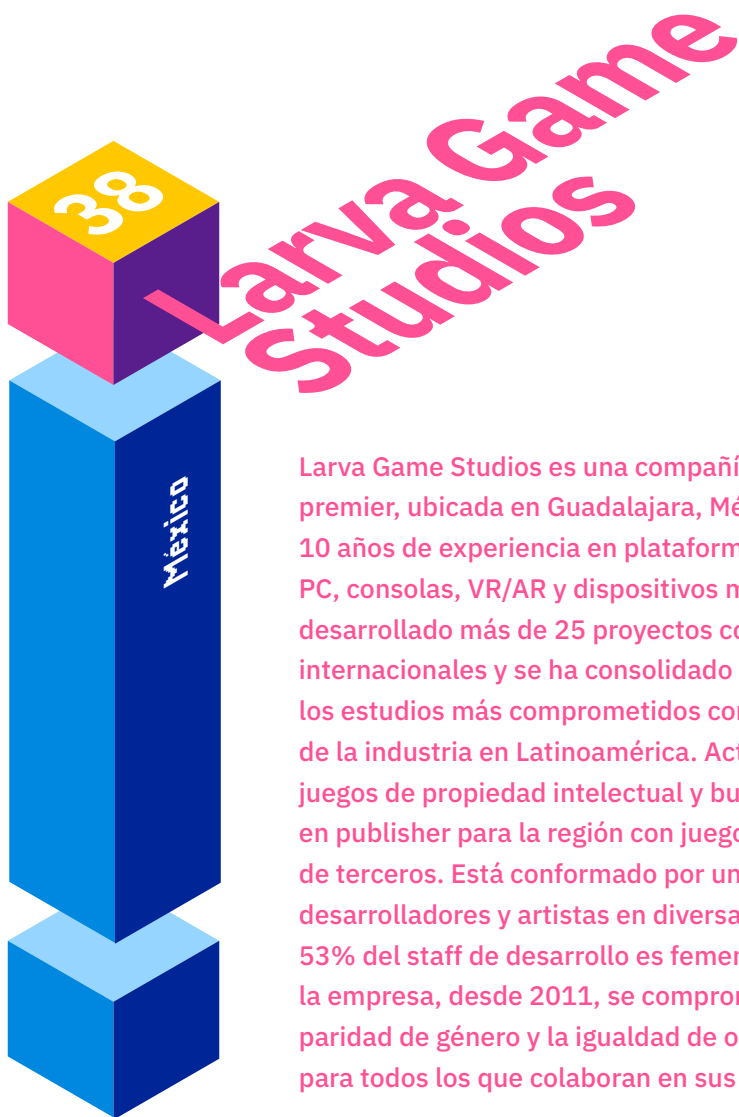 38
Larva Game
Studios
México
Larva Game Studios es una compañí
premier, ubicada en Guadalajara, Mé
10 años de experiencia en plataform
PC, consolas, VR/AR y dispositivos m
desarrollado más de 25 proyectos co
internacionales y se ha consolidado
los estudios más comprometidos con
de la industria en Latinoamérica. Act
juegos de propiedad intelectual y bu
en publisher para la región con juego
de terceros. Está conformado por un
desarrolladores y artistas en diversa
53% del staff de desarrollo es femen
la empresa, desde 2011, se compron
paridad de género y la igualdad de o
para todos los que colaboran en sus